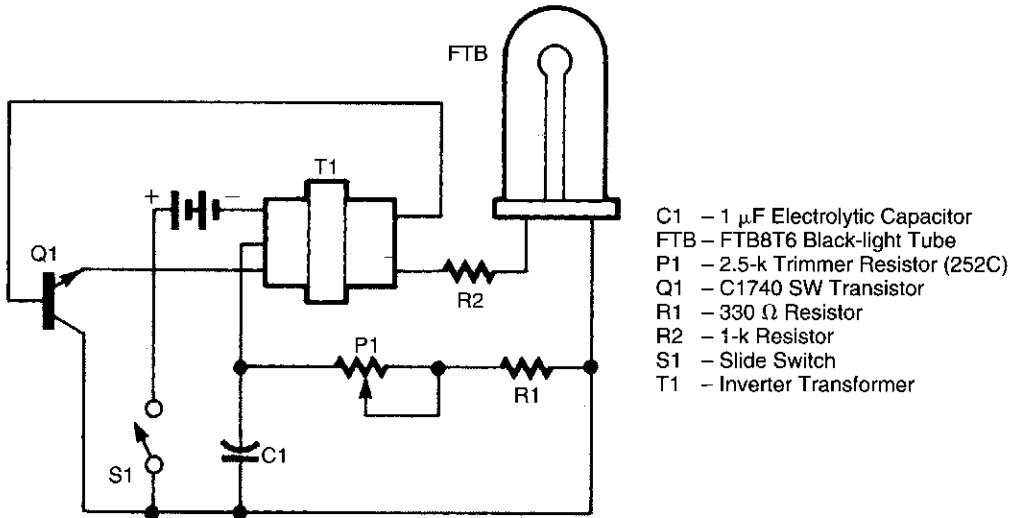 FTB
T1
+ −
Q1
−
R2
P1
R1
C1
S1
C1 – 1 μF Electrolytic Capacitor
FTB – FTB8T6 Black-light Tube
P1 – 2.5-k Trimmer Resistor (252C)
Q1 – C1740 SW Transistor
R1 – 330 Ω Resistor
R2 – 1-k Resistor
S1 – Slide Switch
T1 – Inverter Transformer